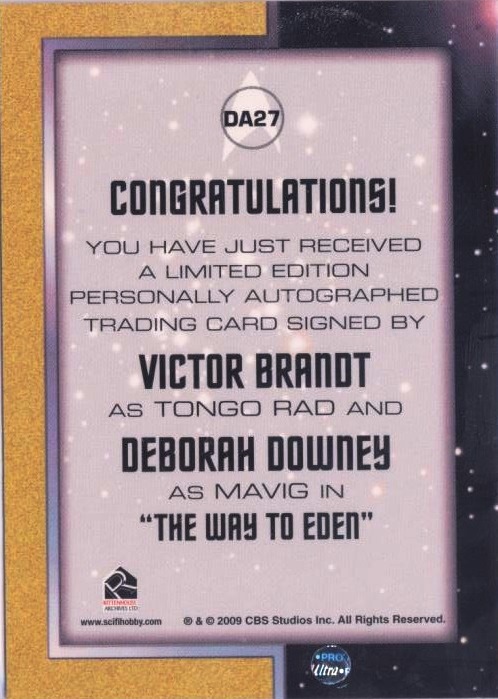 DA27
CONGRATULATIONS!
YOU HAVE JUST RECEIVED
A LIMITED EDITION
PERSONALLY AUTOGRAPHED
TRADING CARD SIGNED BY
VICTOR BRANDT
AS TONGO RAD AND
DEBORAH DOWNEY
AS MAVIG IN
“THE WAY TO EDEN”
RITTENHOUSE
ARCHIVES LTD
www.scifihobby.com ® & © 2009 CBS Studios Inc. All Rights Reserved.
•PRO•
Ultra•